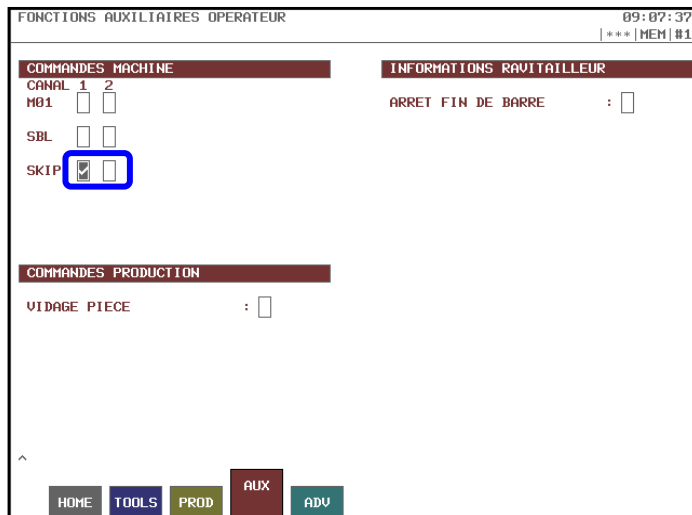 FONCTIONS AUXILIAIRES OPERATEUR 09:07:37
|***|MEM|#1
COMMANDES MACHINE
CANAL 1 2
M01
SBL
SKIP
INFORMATIONS RAVITAILLEUR
ARRET FIN DE BARRE :
COMMANDES PRODUCTION
VIDAGE PIECE :
^
HOME TOOLS PROD AUX ADV